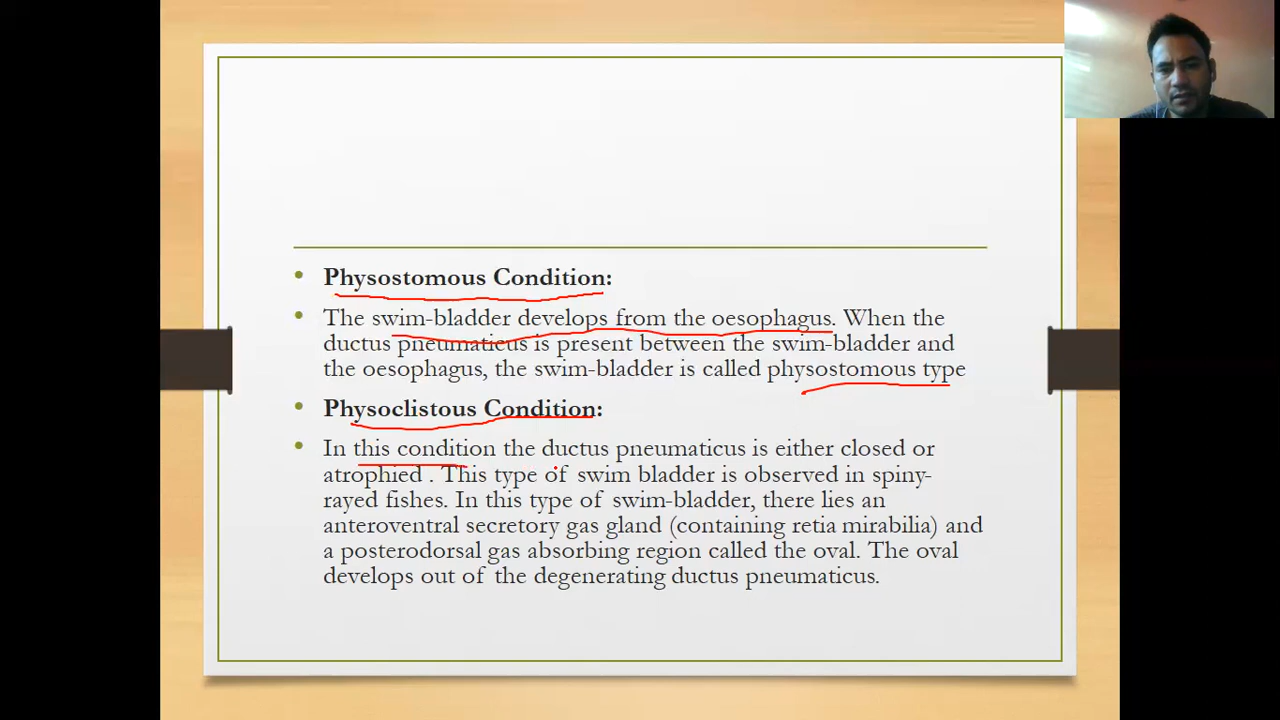 Physostomous Condition:
The swim-bladder develops from the oesophagus. When the
ductus pneumaticus is present between the swim-bladder and
the oesophagus, the swim-bladder is called physostomous type
Physoclistous Condition:
In this condition the ductus pneumaticus is either closed or
atrophied . This type of swim bladder is observed in spiny-
rayed fishes. In this type of swim-bladder, there lies an
anteroventral secretory gas gland (containing retia mirabilia) and
a posterodorsal gas absorbing region called the oval. The oval
develops out of the degenerating ductus pneumaticus.